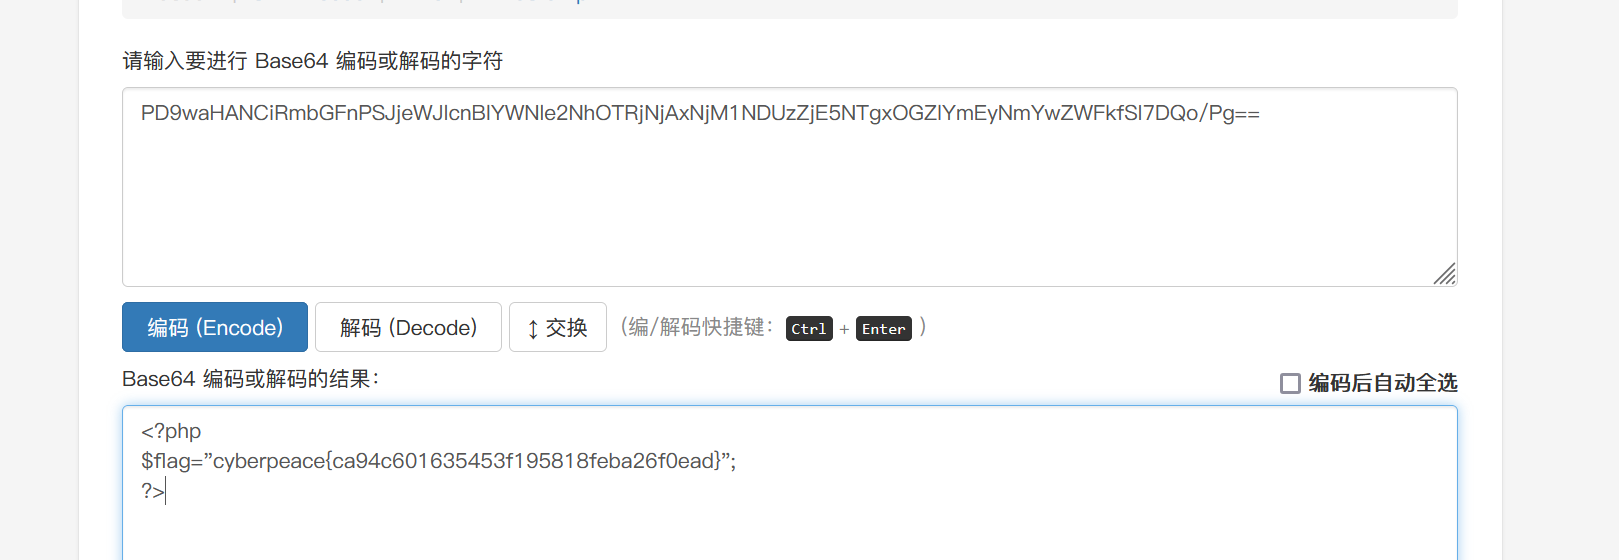 请输入要进行 Base64 编码或解码的字符
PD9waHANCiRmbGFnPSJjeWJlcnBlYWNle2NhOTRjNjAxNjM1NDUzZjE5NTgxOGZlYmEyNmYwZWFkfSI7DQo/Pg==
编码 (Encode) 解码 (Decode) ↕ 交换 (编/解码快捷键： Ctrl + Enter )
Base64 编码或解码的结果：
编码后自动全选
<?php
$flag="cyberpeace{ca94c601635453f195818feba26f0ead}";
?>